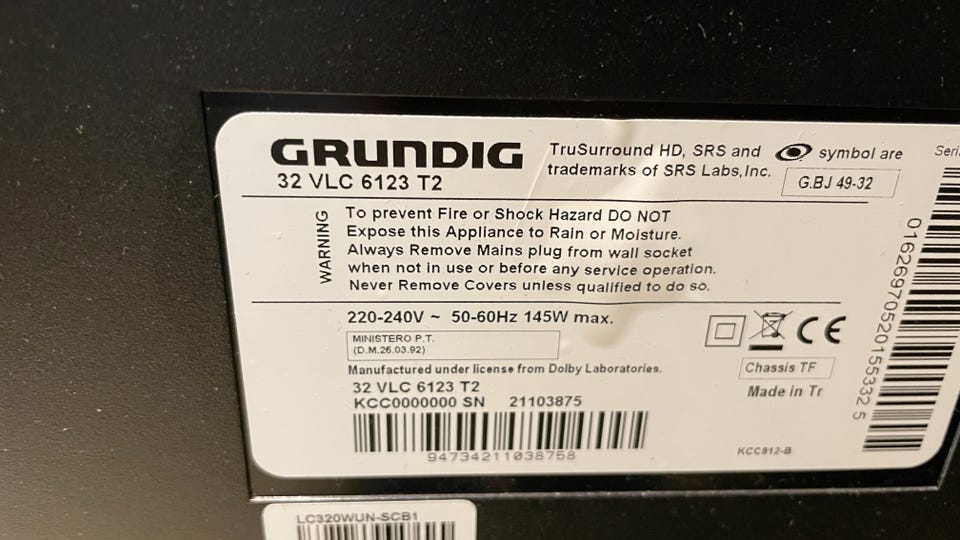 GRUNDIG
32 VLC 6123 T2
TruSurround HD, SRS and symbol are
trademarks of SRS Labs, Inc.
G.BJ 49-32
Seri
WARNING
To prevent Fire or Shock Hazard DO NOT
Expose this Appliance to Rain or Moisture.
Always Remove Mains plug from wall socket
when not in use or before any service operation.
Never Remove Covers unless qualified to do so.
220-240V ~ 50-60Hz 145W max.
MINISTERO P.T.
(D.M.26.03.92)
CE
Manufactured under license from Dolby Laboratories.
Chassis TF
32 VLC 6123 T2
Made in Tr
KCC0000000 SN 21103875
94734211038758
KCC812-B
01626970520155332 5
LC320WUN-SCB1